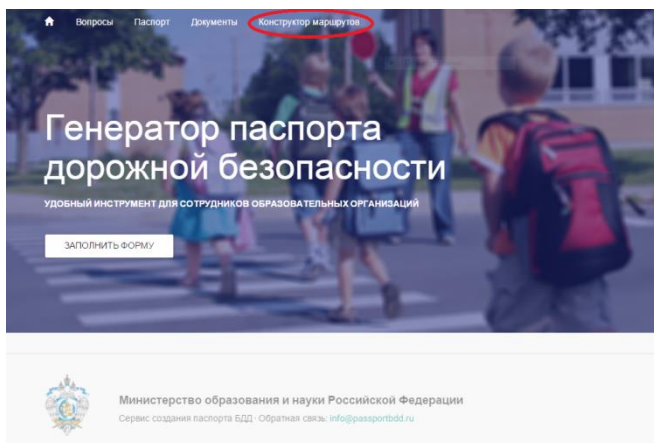 Вопросы Паспорт Документы Конструктор маршрутов
Генератор паспорта
дорожной безопасности
УДОБНЫЙ ИНСТРУМЕНТ ДЛЯ СОТРУДНИКОВ ОБРАЗОВАТЕЛЬНЫХ ОРГАНИЗАЦИЙ
ЗАПОЛНИТЬ ФОРМУ
Министерство образования и науки Российской Федерации
Сервис создания паспорта БДД · Обратная связь: info@passportbdd.ru